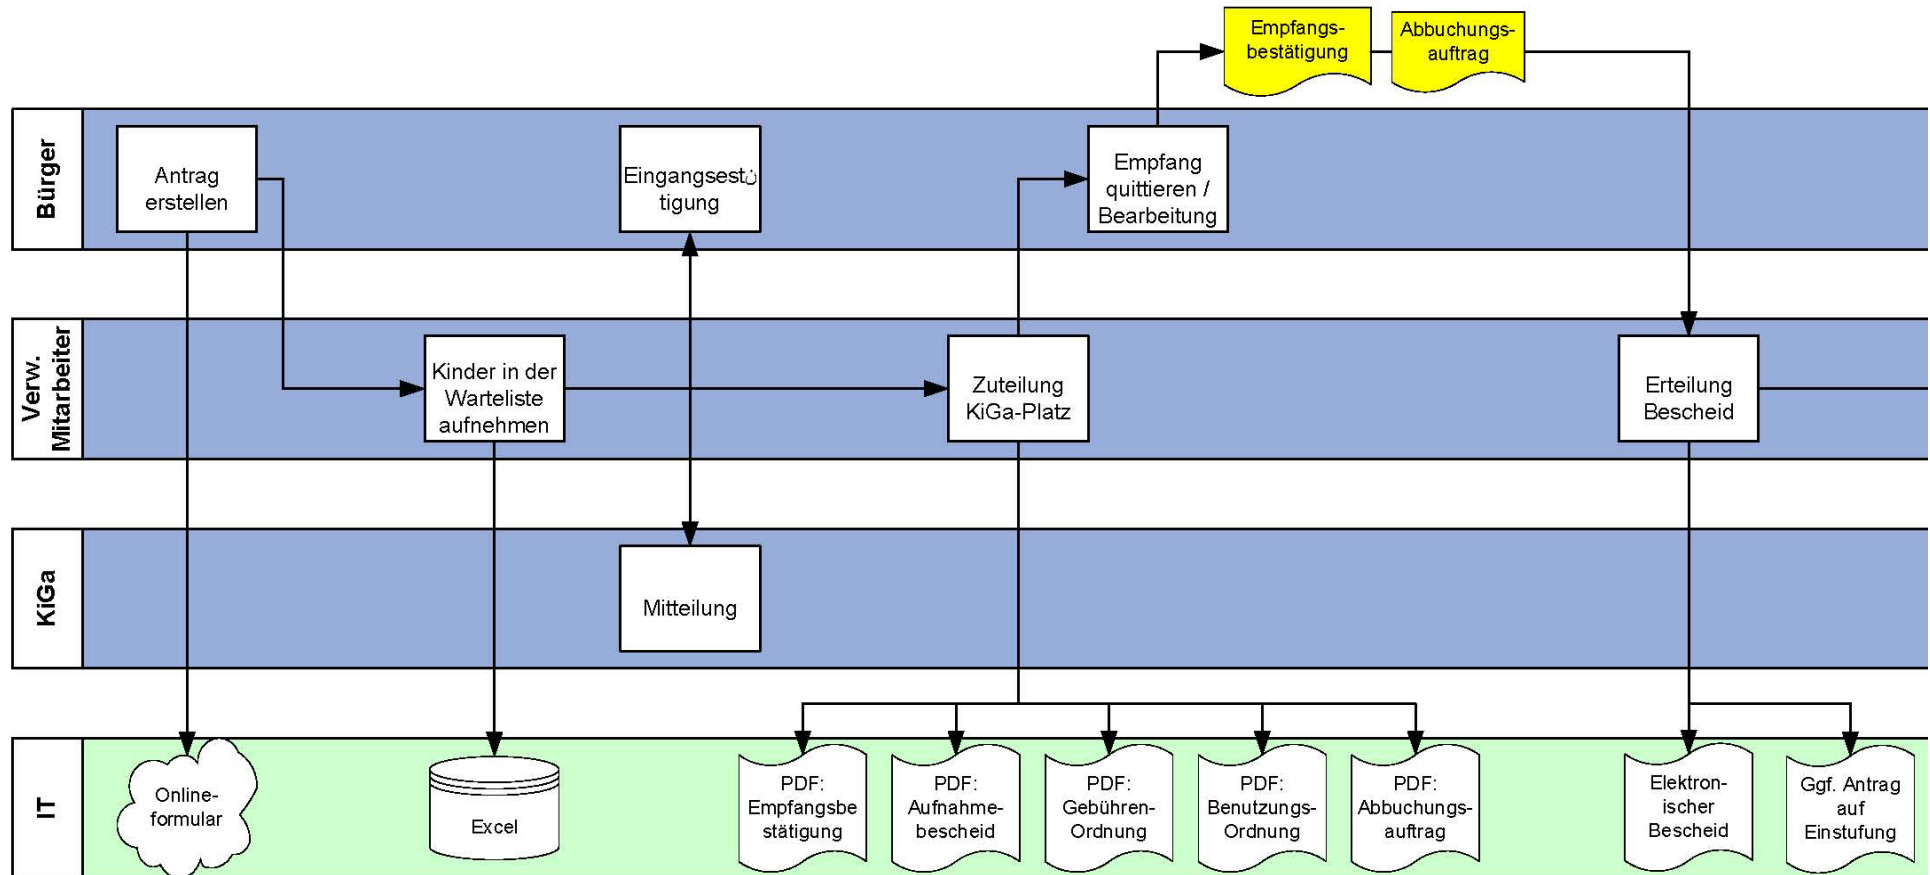 Empfangs-
bestätigung
Abbuchungs-
auftrag
Bürger
Antrag
erstellen
Eingangsest
tigung
Empfang
quittieren /
Bearbeitung
Verw.
Mitarbeiter
Kinder in der
Warteliste
aufnehmen
Zuteilung
KiGa-Platz
Erteilung
Bescheid
KiGa
Mitteilung
IT
Online-
formular
Excel
PDF:
Empfangsbe
stätigung
PDF:
Aufnahme-
bescheid
PDF:
Gebühren-
Ordnung
PDF:
Benutzungs-
Ordnung
PDF:
Abbuchungs-
auftrag
Elektron-
ischer
Bescheid
Ggf. Antrag
auf
Einstufung